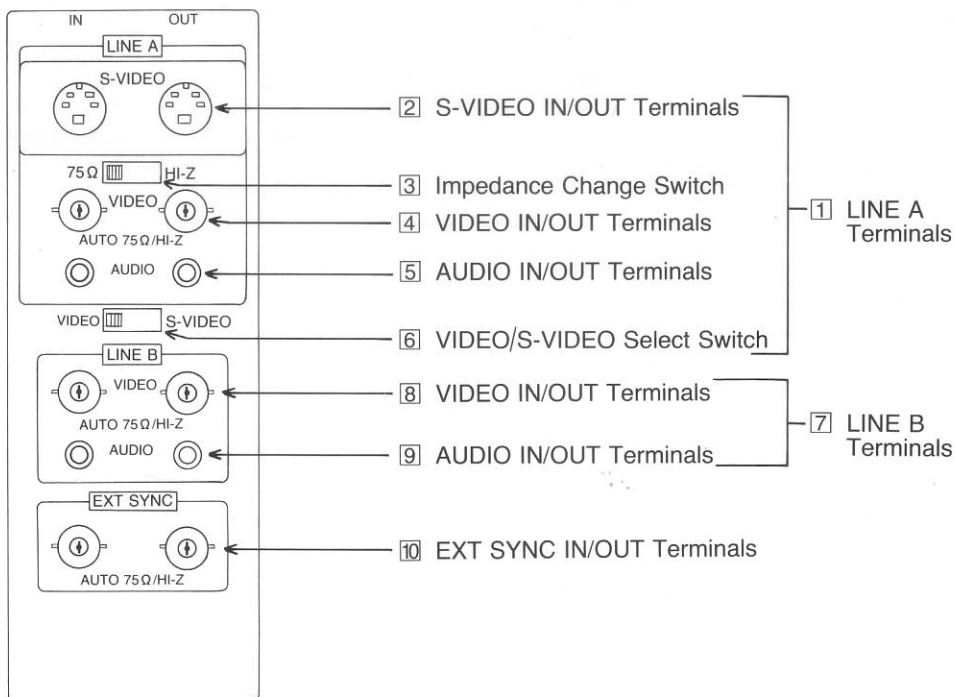 IN OUT
LINE A
S-VIDEO
2 S-VIDEO IN/OUT Terminals
75Ω HI-Z
3 Impedance Change Switch
VIDEO
4 VIDEO IN/OUT Terminals
AUTO 75Ω/HI-Z
1 LINE A
Terminals
AUDIO
5 AUDIO IN/OUT Terminals
VIDEO S-VIDEO
6 VIDEO/S-VIDEO Select Switch
LINE B
VIDEO
8 VIDEO IN/OUT Terminals
AUTO 75Ω/HI-Z
7 LINE B
Terminals
AUDIO
9 AUDIO IN/OUT Terminals
EXT SYNC
10 EXT SYNC IN/OUT Terminals
AUTO 75Ω/HI-Z